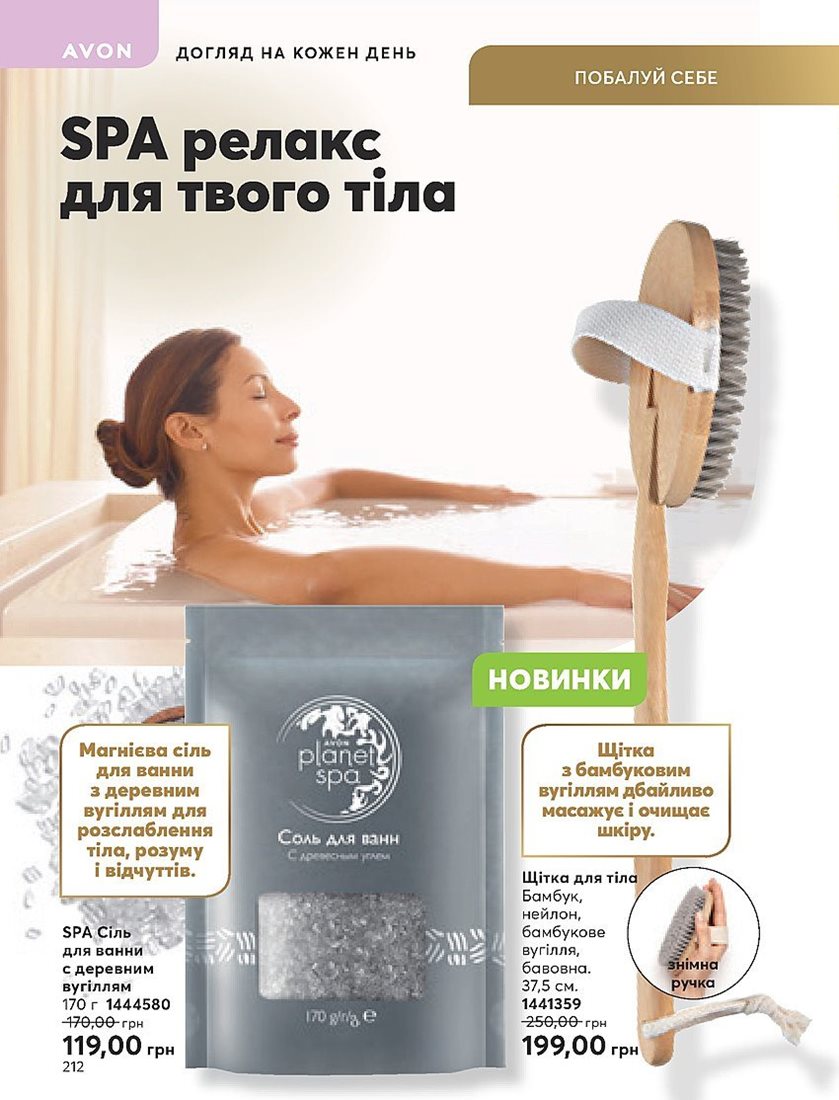 AVON
ДОГЛЯД НА КОЖЕН ДЕНЬ
ПОБАЛУЙ СЕБЕ
SPA релакс
для твого тіла
НОВИНКИ
Магнієва сіль
для ванни
з деревним
вугіллям для
розслаблення
тіла, розуму
і відчуттів.
AVON
planet
spa
Соль для ванн
С древесным углем
170 g/г/გ e
Щітка
з бамбуковим
вугіллям дбайливо
масажує і очищає
шкіру.
SPA Сіль
для ванни
с деревним
вугіллям
170 г 1444580
170,00 грн
119,00 грн
212
Щітка для тіла
Бамбук,
нейлон,
бамбукове
вугілля,
бавовна.
37,5 см.
1441359
250,00 грн
199,00 грн
знімна
ручка